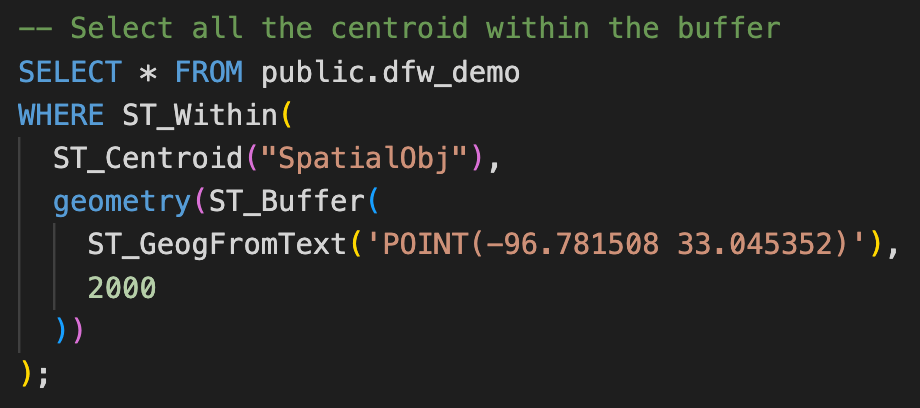 -- Select all the centroid within the buffer
SELECT * FROM public.dfw_demo
WHERE ST_Within(
ST_Centroid("SpatialObj"),
geometry(ST_Buffer(
ST_GeogFromText('POINT(-96.781508 33.045352)'),
2000
))
);